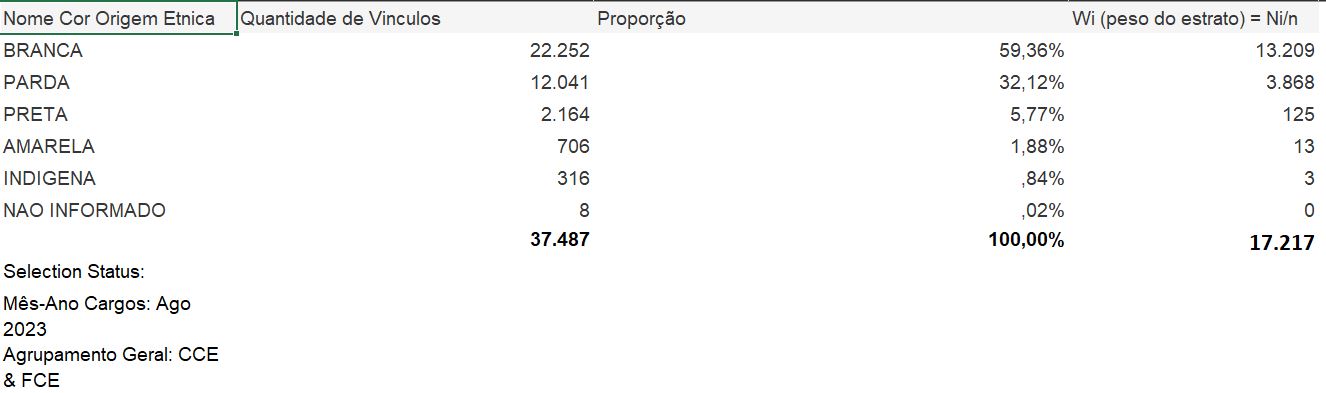 Nome Cor Origem Etnica Quantidade de Vinculos Proporção Wi (peso do estrato) = Ni/n
BRANCA 22.252 59,36% 13.209
PARDA 12.041 32,12% 3.868
PRETA 2.164 5,77% 125
AMARELA 706 1,88% 13
INDIGENA 316 ,84% 3
NAO INFORMADO 8 ,02% 0
37.487 100,00% 17.217
Selection Status:
Mês-Ano Cargos: Ago
2023
Agrupamento Geral: CCE
& FCE